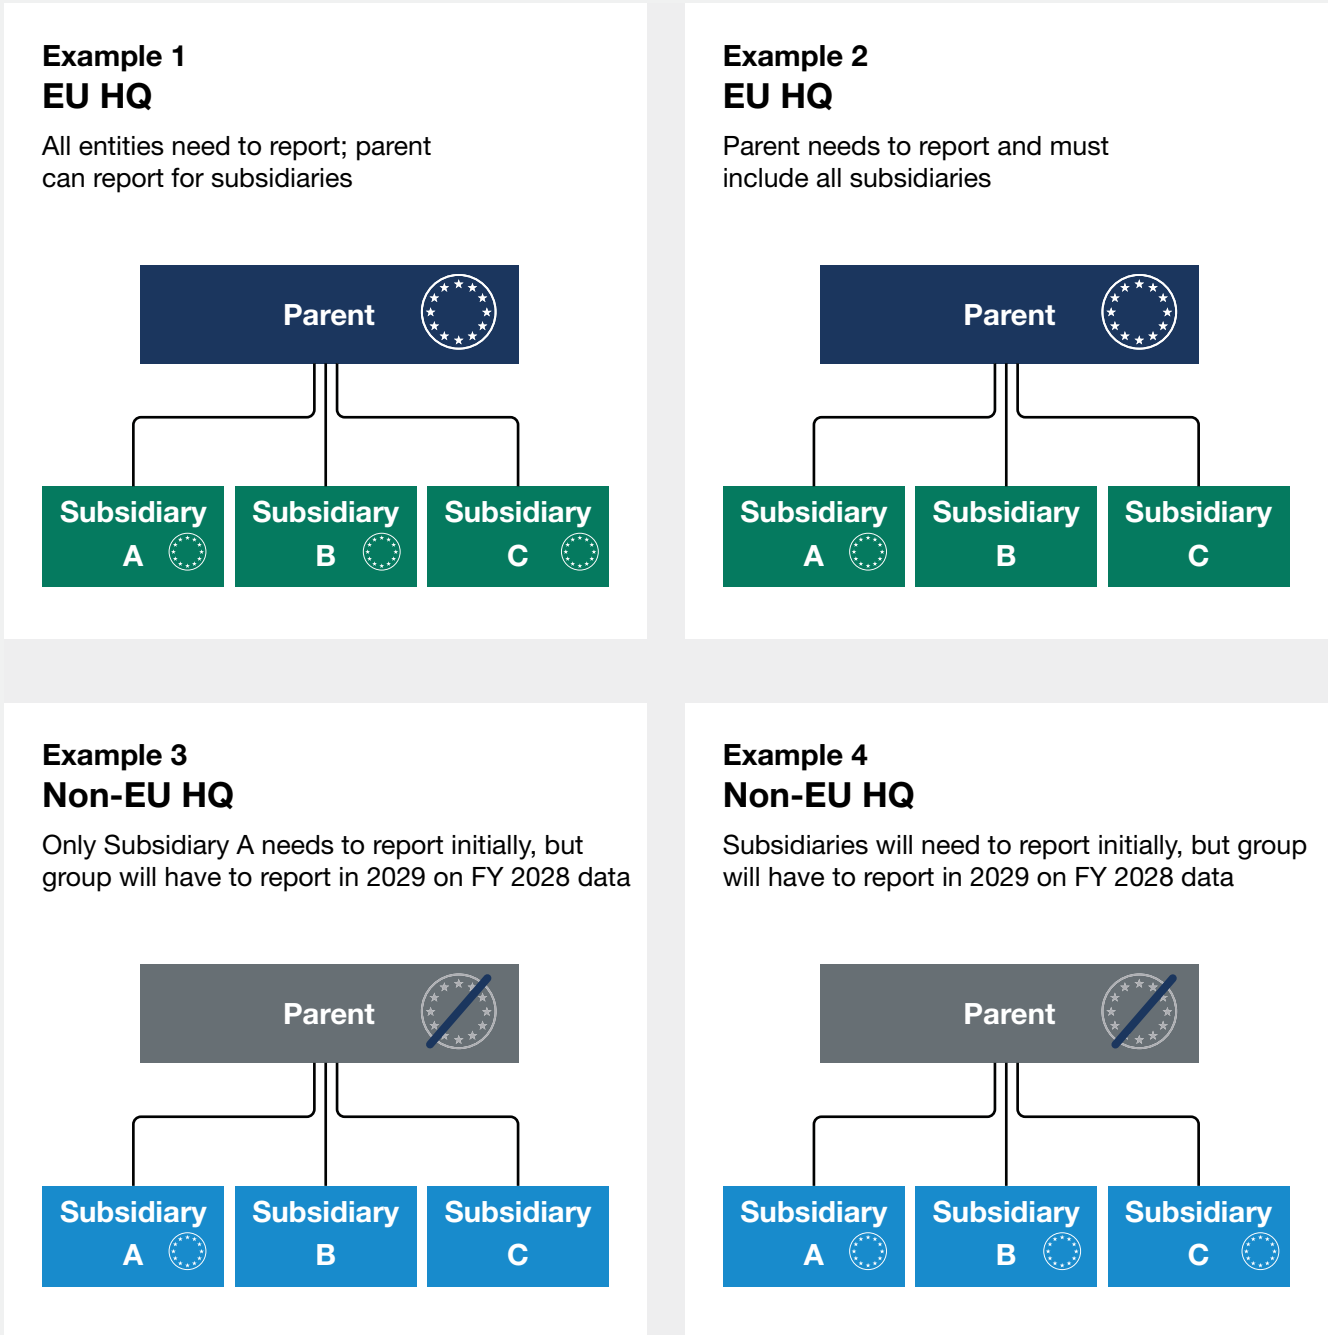 Example 1
EU HQ
All entities need to report; parent
can report for subsidiaries
Parent
Subsidiary
A
Subsidiary
B
Subsidiary
C
Example 2
EU HQ
Parent needs to report and must
include all subsidiaries
Parent
Subsidiary
A
Subsidiary
B
Subsidiary
C
Example 3
Non-EU HQ
Only Subsidiary A needs to report initially, but
group will have to report in 2029 on FY 2028 data
Parent
Subsidiary
A
Subsidiary
B
Subsidiary
C
Example 4
Non-EU HQ
Subsidiaries will need to report initially, but group
will have to report in 2029 on FY 2028 data
Parent
Subsidiary
A
Subsidiary
B
Subsidiary
C